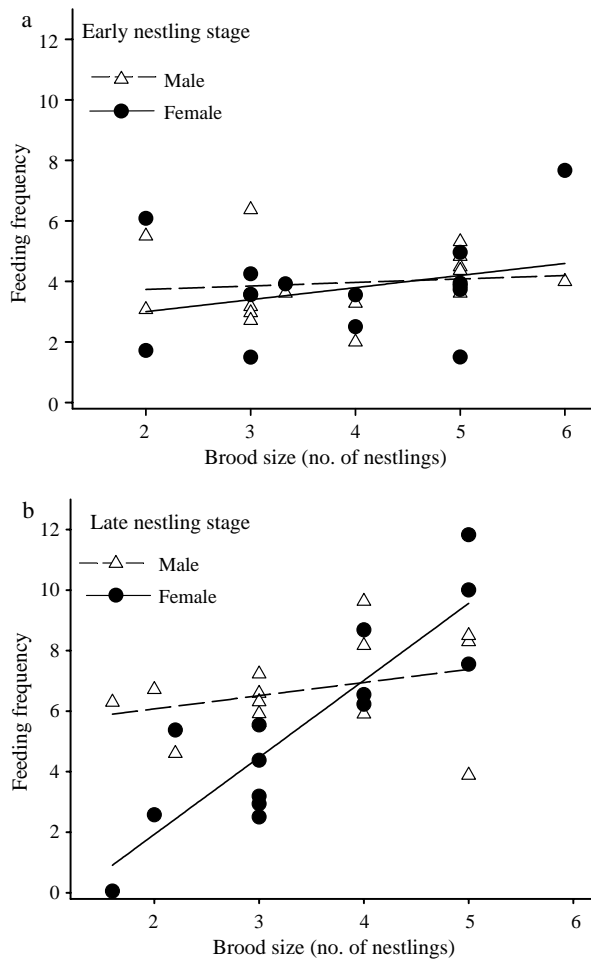 a
Early nestling stage
Male
Female
12
10
8
6
4
2
0
Feeding frequency
2 3 4 5 6
Brood size (no. of nestlings)
b
Late nestling stage
Male
Female
12
10
8
6
4
2
0
Feeding frequency
2 3 4 5 6
Brood size (no. of nestlings)